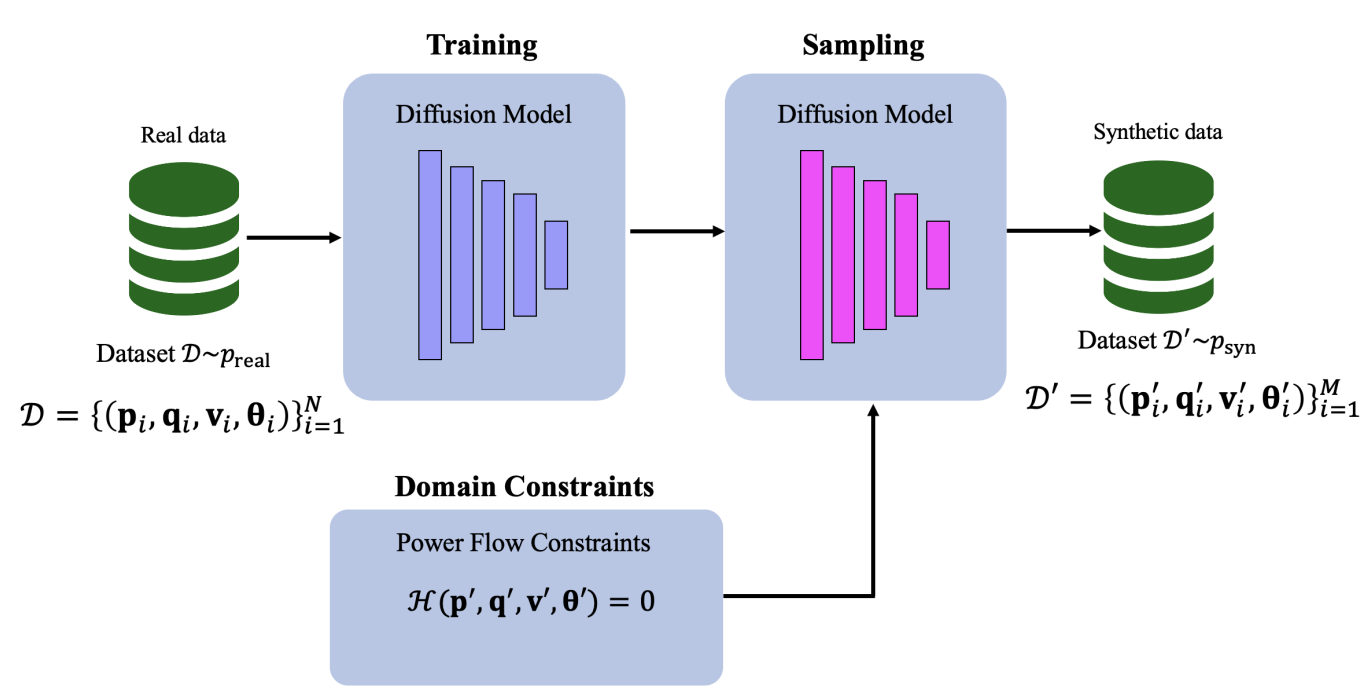 Training
Sampling
Diffusion Model
Diffusion Model
Real data
Synthetic data
Dataset 𝒟~p_real
Dataset 𝒟′~p_syn
𝒟 = {(𝐩_i, 𝐪_i, 𝐯_i, 𝛉_i)}_{i=1}^N
𝒟′ = {(𝐩′_i, 𝐪′_i, 𝐯′_i, 𝛉′_i)}_{i=1}^M
Domain Constraints
Power Flow Constraints
ℋ(𝐩′, 𝐪′, 𝐯′, 𝛉′) = 0